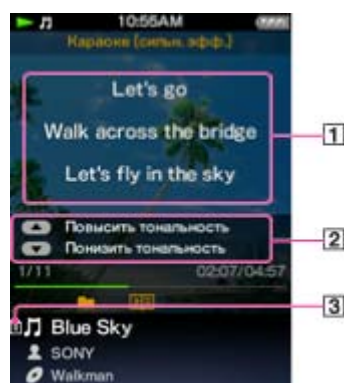 10:55AM
Караоке (сильн. эфф.)
Let's go
Walk across the bridge
Let's fly in the sky
1
Повысить тональность
Понизить тональность
2
1/11 02:07/04:57
3
Blue Sky
SONY
Walkman